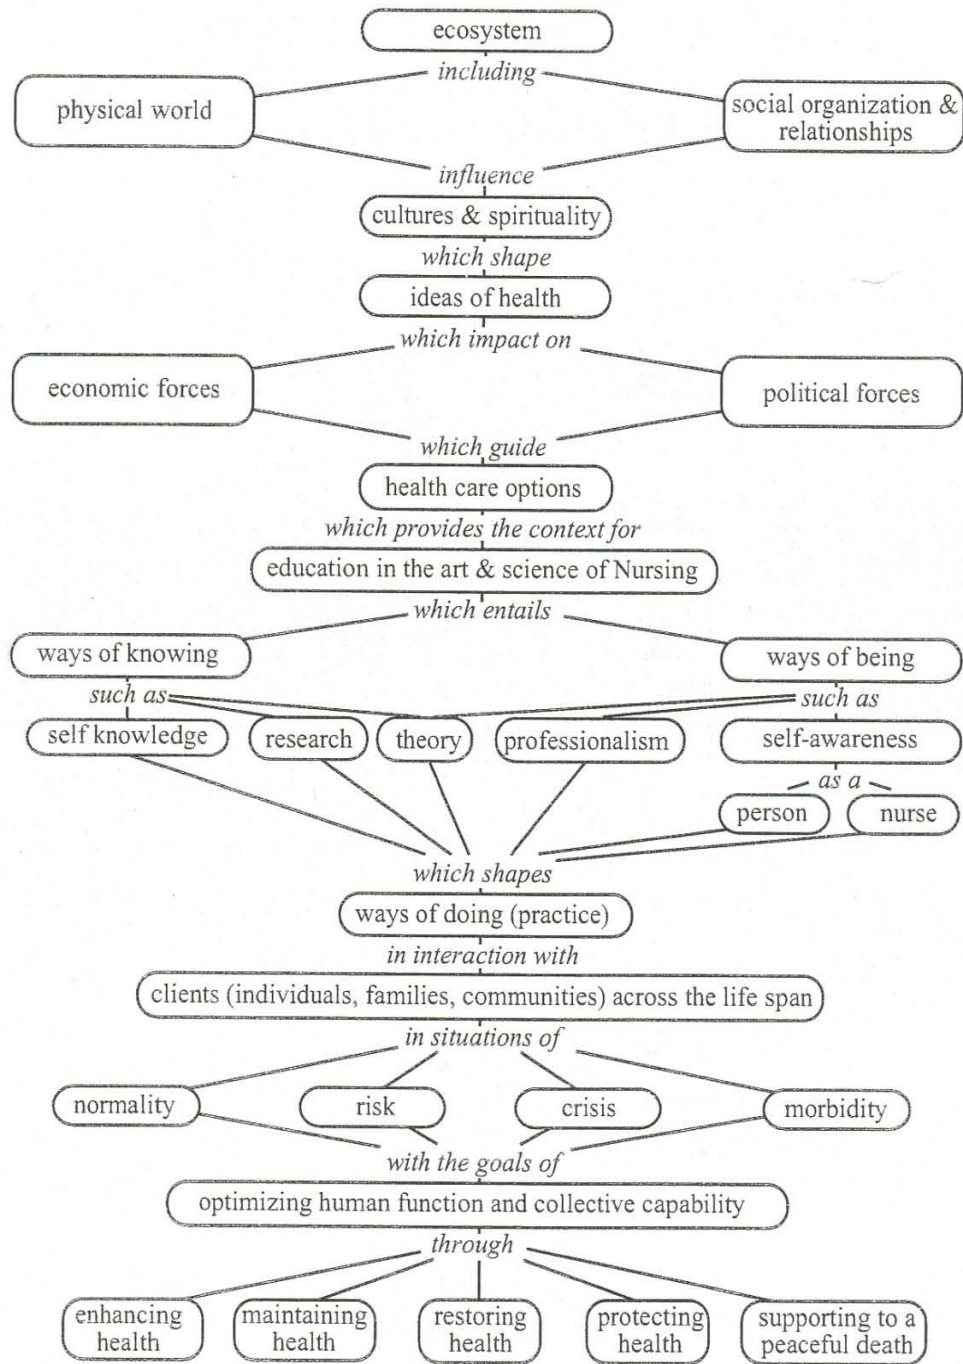 ecosystem
including
physical world
social organization &
relationships
influence
cultures & spirituality
which shape
ideas of health
which impact on
economic forces
political forces
which guide
health care options
which provides the context for
education in the art & science of Nursing
which entails
ways of knowing
ways of being
such as
such as
self knowledge
research
theory
professionalism
self-awareness
as a
person
nurse
which shapes
ways of doing (practice)
in interaction with
clients (individuals, families, communities) across the life span
in situations of
normality
risk
crisis
morbidity
with the goals of
optimizing human function and collective capability
through
enhancing
health
maintaining
health
restoring
health
protecting
health
supporting to a
peaceful death